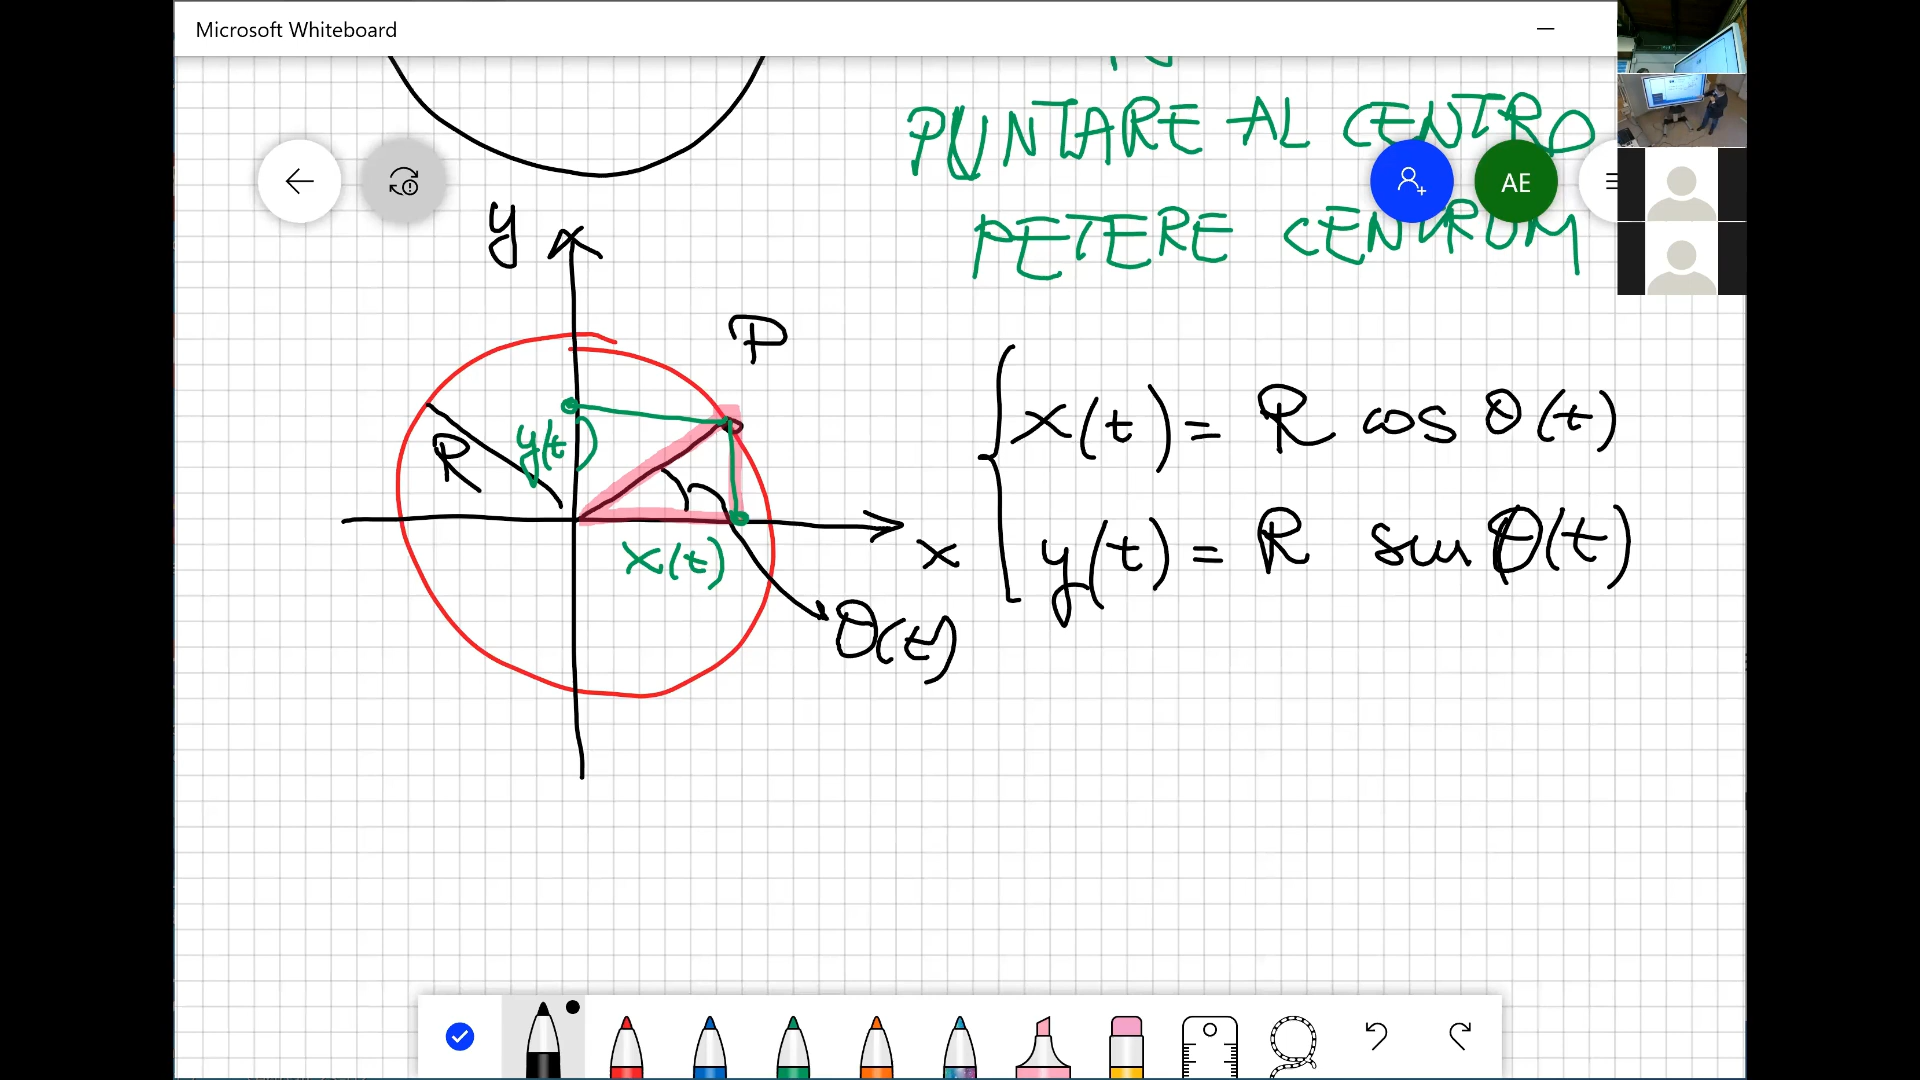 Microsoft Whiteboard
PUNTARE AL CENTRO
AE
PETERE CENTRUM
y
P
R
y(t)
x(t)
x
θ(t)
x(t) = R cos θ(t)
y(t) = R sin θ(t)